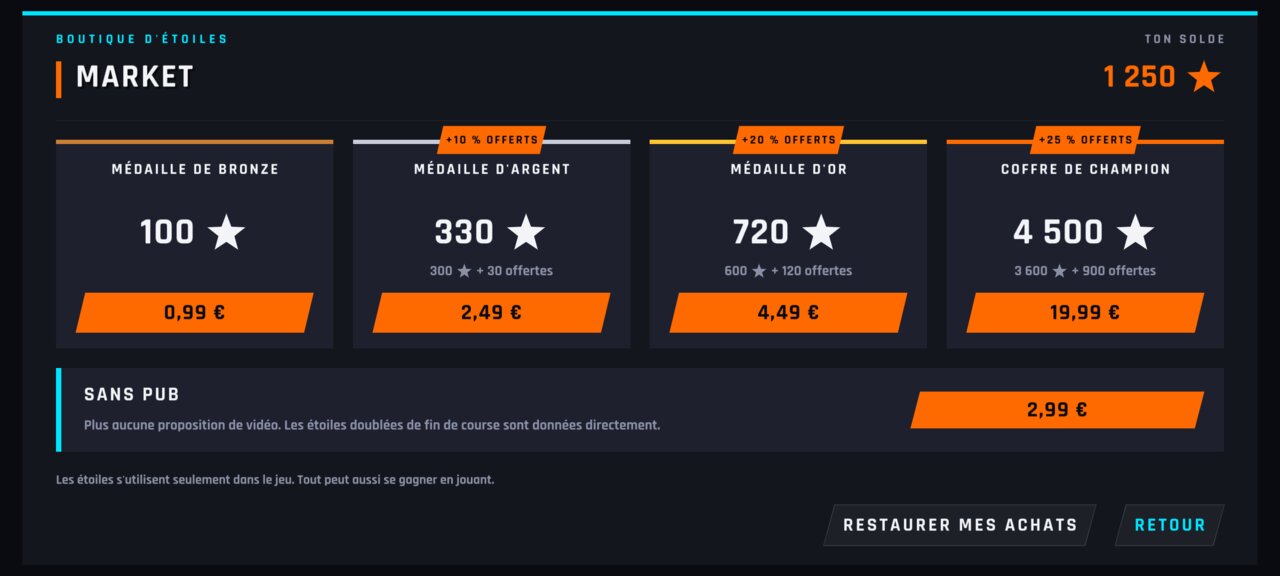 BOUTIQUE D'ÉTOILES
TON SOLDE
MARKET
1 250 ★
+10 % OFFERTS
+20 % OFFERTS
+25 % OFFERTS
MÉDAILLE DE BRONZE
MÉDAILLE D'ARGENT
MÉDAILLE D'OR
COFFRE DE CHAMPION
100 ★
330 ★
720 ★
4 500 ★
300 ★ + 30 offertes
600 ★ + 120 offertes
3 600 ★ + 900 offertes
0,99 €
2,49 €
4,49 €
19,99 €
SANS PUB
Plus aucune proposition de vidéo. Les étoiles doublées de fin de course sont données directement.
2,99 €
Les étoiles s'utilisent seulement dans le jeu. Tout peut aussi se gagner en jouant.
RESTAURER MES ACHATS
RETOUR